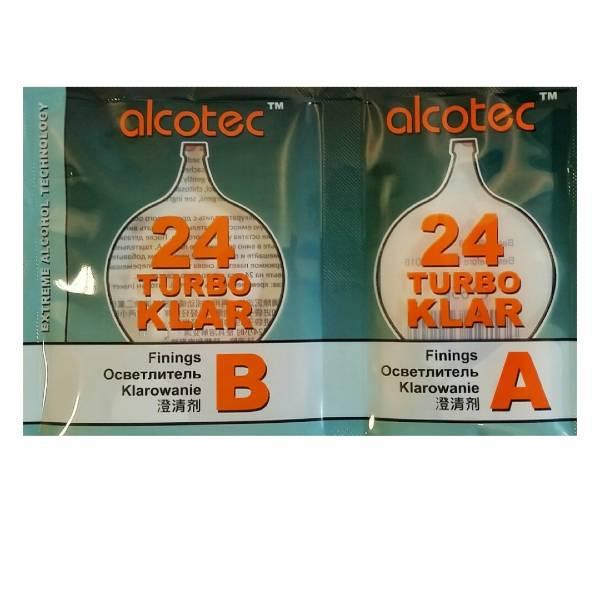 EXTREME ALCOHOL TECHNOLOGY
alcotec™
24
TURBO
KLAR
Finings
Осветлитель
Klarowanie
澄清剂
B
alcotec™
24
TURBO
KLAR
Finings
Осветлитель
Klarowanie
澄清剂
A